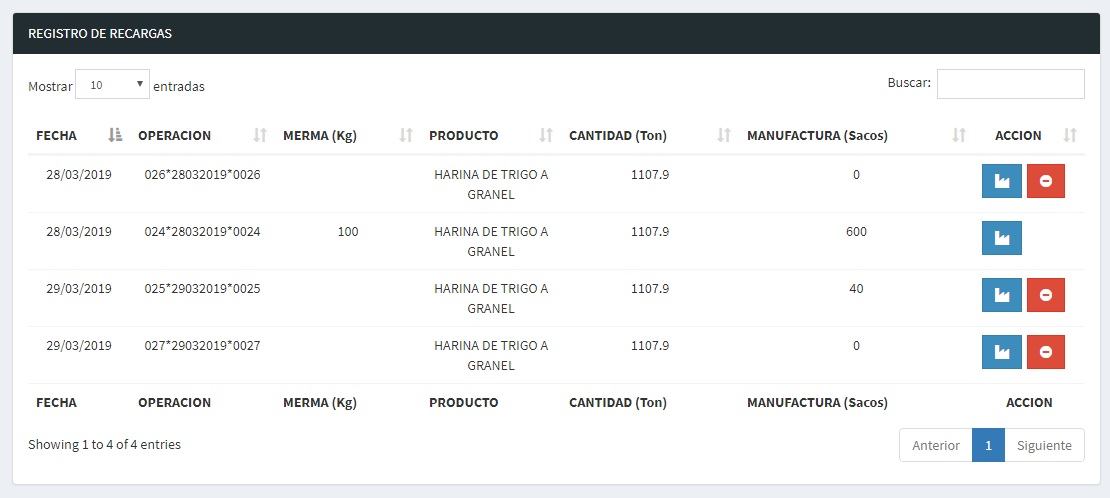 REGISTRO DE RECARGAS
Mostrar 10 entradas Buscar:
FECHA OPERACION MERMA (Kg) PRODUCTO CANTIDAD (Ton) MANUFACTURA (Sacos) ACCION
28/03/2019 026*28032019*0026 HARINA DE TRIGO A 1107.9 0
GRANEL
28/03/2019 024*28032019*0024 100 HARINA DE TRIGO A 1107.9 600
GRANEL
29/03/2019 025*29032019*0025 HARINA DE TRIGO A 1107.9 40
GRANEL
29/03/2019 027*29032019*0027 HARINA DE TRIGO A 1107.9 0
GRANEL
FECHA OPERACION MERMA (Kg) PRODUCTO CANTIDAD (Ton) MANUFACTURA (Sacos) ACCION
Showing 1 to 4 of 4 entries Anterior 1 Siguiente